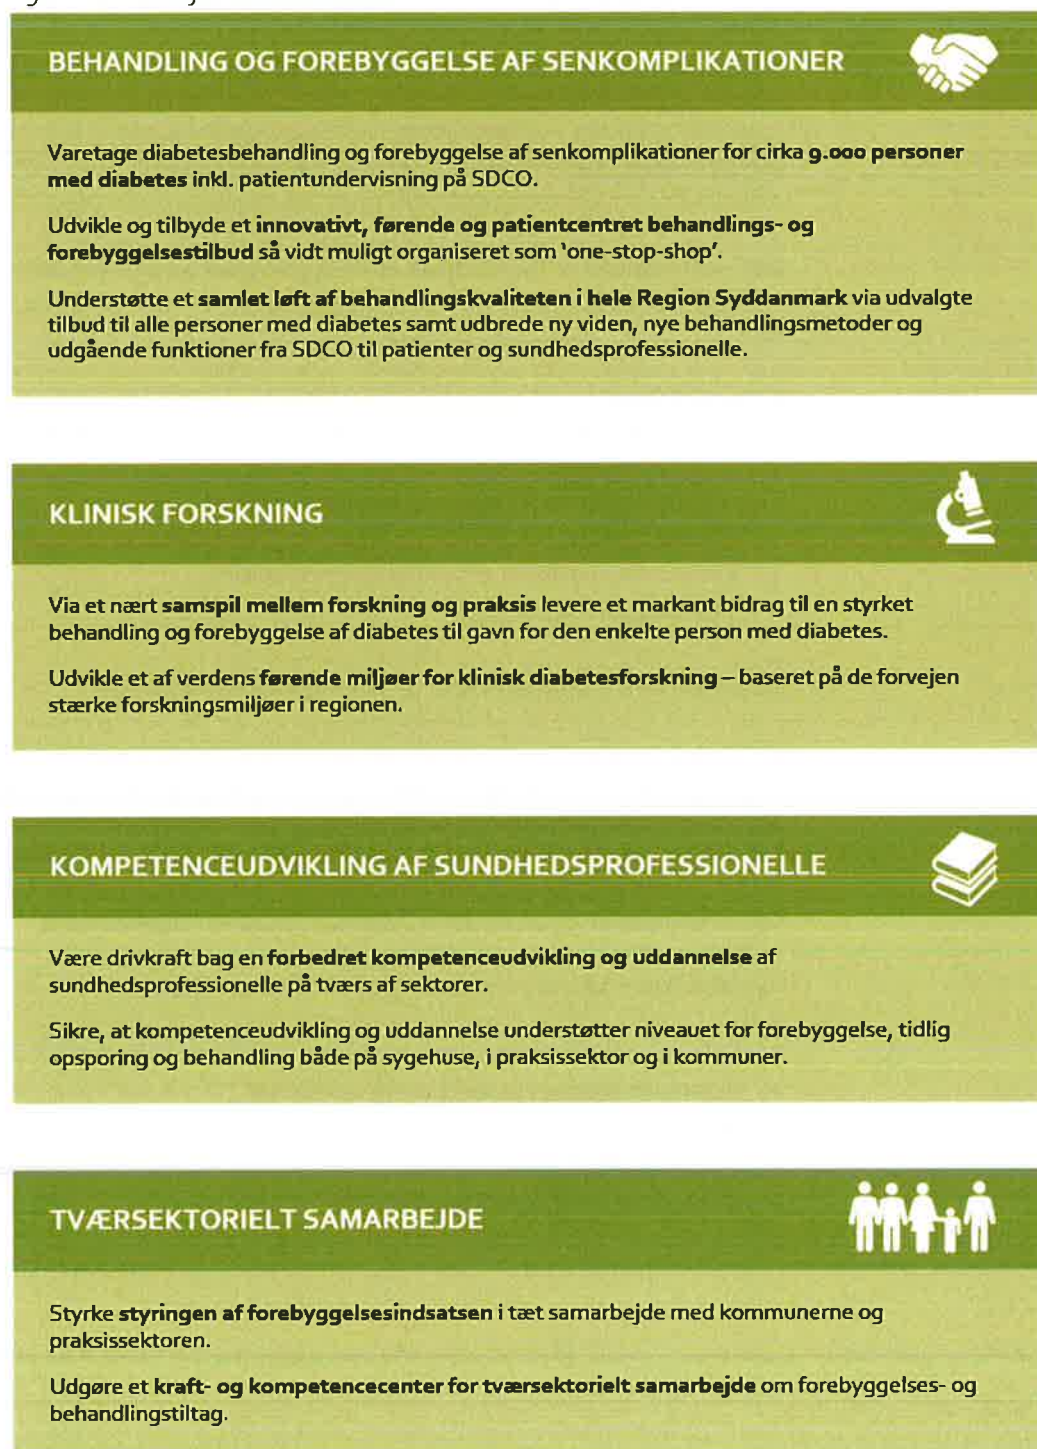 BEHANDLING OG FOREBYGGELSE AF SENKOMPLIKATIONER
Varetage diabetesbehandling og forebyggelse af senkomplikationer for cirka 9.000 personer
med diabetes inkl. patientundervisning på SDCO.
Udvikle og tilbyde et innovativt, førende og patientcentret behandlings- og
forebyggelsestilbud så vidt muligt organiseret som 'one-stop-shop'.
Understøtte et samlet løft af behandlingskvaliteten i hele Region Syddanmark via udvalgte
tilbud til alle personer med diabetes samt udbrede ny viden, nye behandlingsmetoder og
udgående funktioner fra SDCO til patienter og sundhedsprofessionelle.
KLINISK FORSKNING
Via et nært samspil mellem forskning og praksis levere et markant bidrag til en styrket
behandling og forebyggelse af diabetes til gavn for den enkelte person med diabetes.
Udvikle et af verdens førende miljøer for klinisk diabetesforskning – baseret på de forvejen
stærke forskningsmiljøer i regionen.
KOMPETENCEUDVIKLING AF SUNDHEDSPROFESSIONELLE
Være drivkraft bag en forbedret kompetenceudvikling og uddannelse af
sundhedsprofessionelle på tværs af sektorer.
Sikre, at kompetenceudvikling og uddannelse understøtter niveauet for forebyggelse, tidlig
opsporing og behandling både på sygehuse, i praksissektor og i kommuner.
TVÆRSEKTORIELT SAMARBEJDE
Styrke styringen af forebyggelsesindsatsen i tæt samarbejde med kommunerne og
praksissektoren.
Udgøre et kraft- og kompetencecenter for tværsektorielt samarbejde om forebyggelses- og
behandlingstiltag.